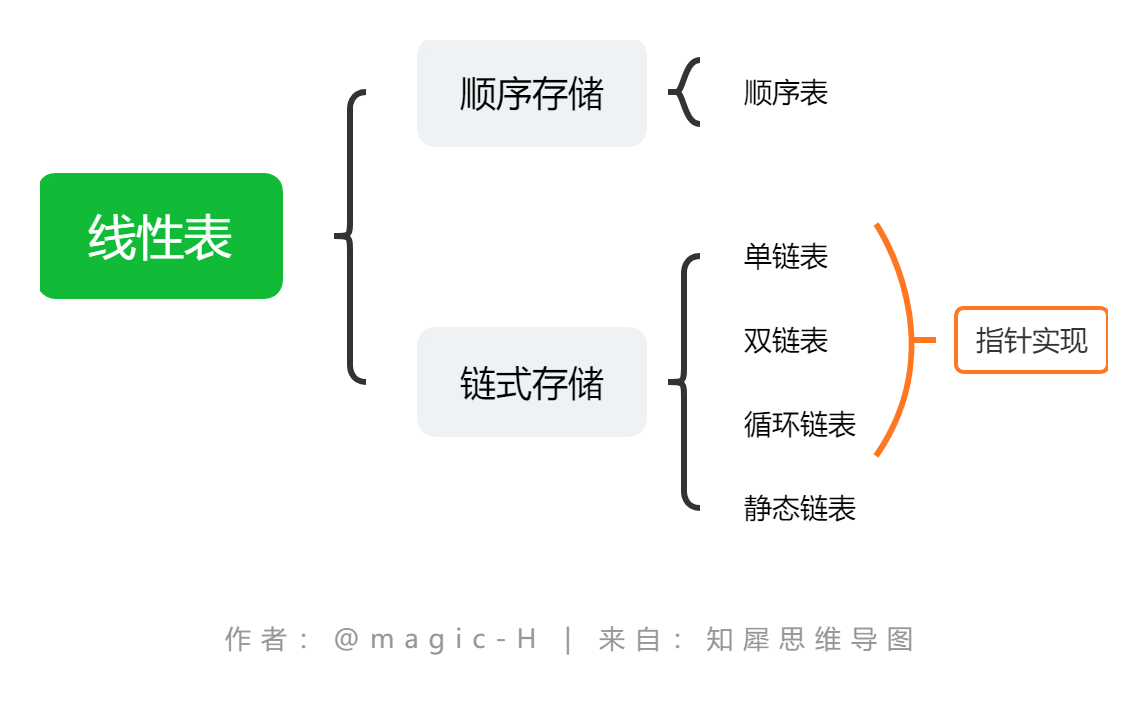 线性表
顺序存储
顺序表
链式存储
单链表
双链表
循环链表
静态链表
指针实现
作者：@magic-H | 来自：知犀思维导图